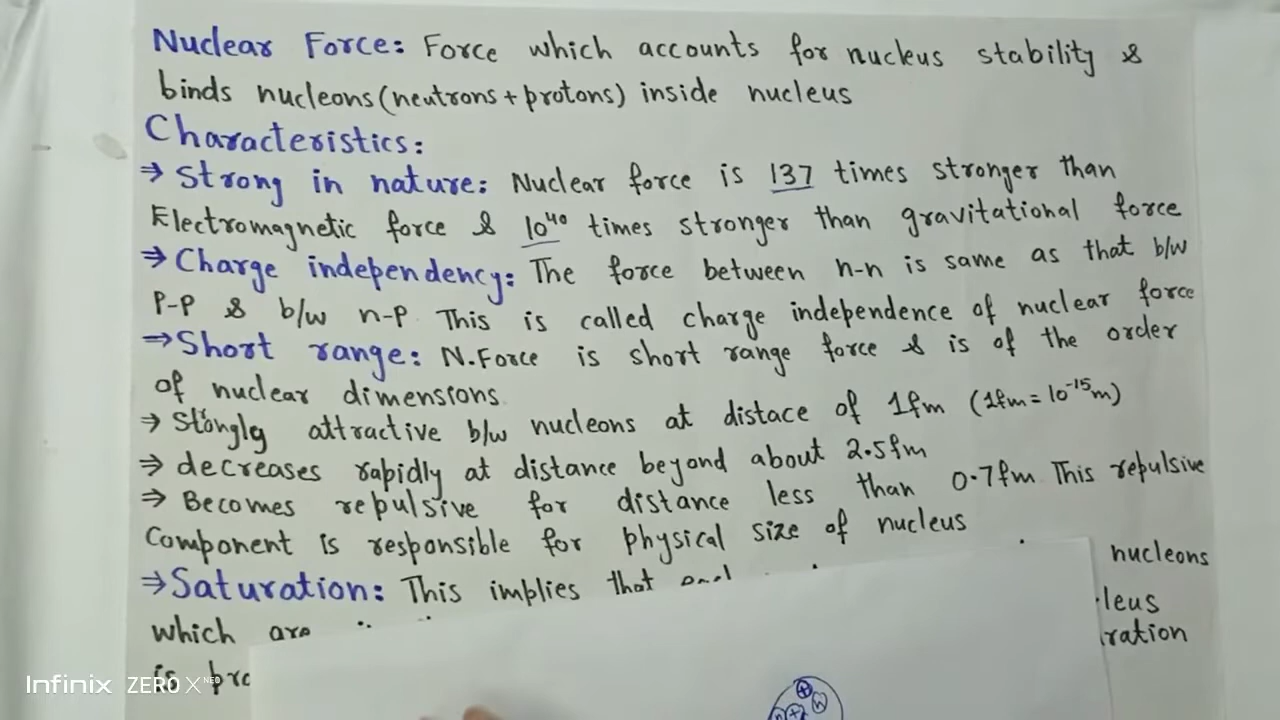 Nuclear Force: Force which accounts for nucleus stability &
binds nucleons (neutrons + protons) inside nucleus
Characteristics:
⇒ Strong in nature: Nuclear force is 137 times stronger than
Electromagnetic force & 10⁴⁰ times stronger than gravitational force
⇒ Charge independency: The force between n-n is same as that b/w
P-P & b/w n-p This is called charge independence of nuclear force
⇒ Short range: N.Force is short range force & is of the order
of nuclear dimensions
⇒ Stongly attractive b/w nucleons at distace of 1fm (1fm = 10⁻¹⁵m)
⇒ decreases rapidly at distance beyond about 2.5fm
⇒ Becomes repulsive for distance less than 0.7fm This repulsive
Component is responsible for physical size of nucleus
⇒ Saturation: This implies that nucleons
which are
is
Infinix ZERO X NEO